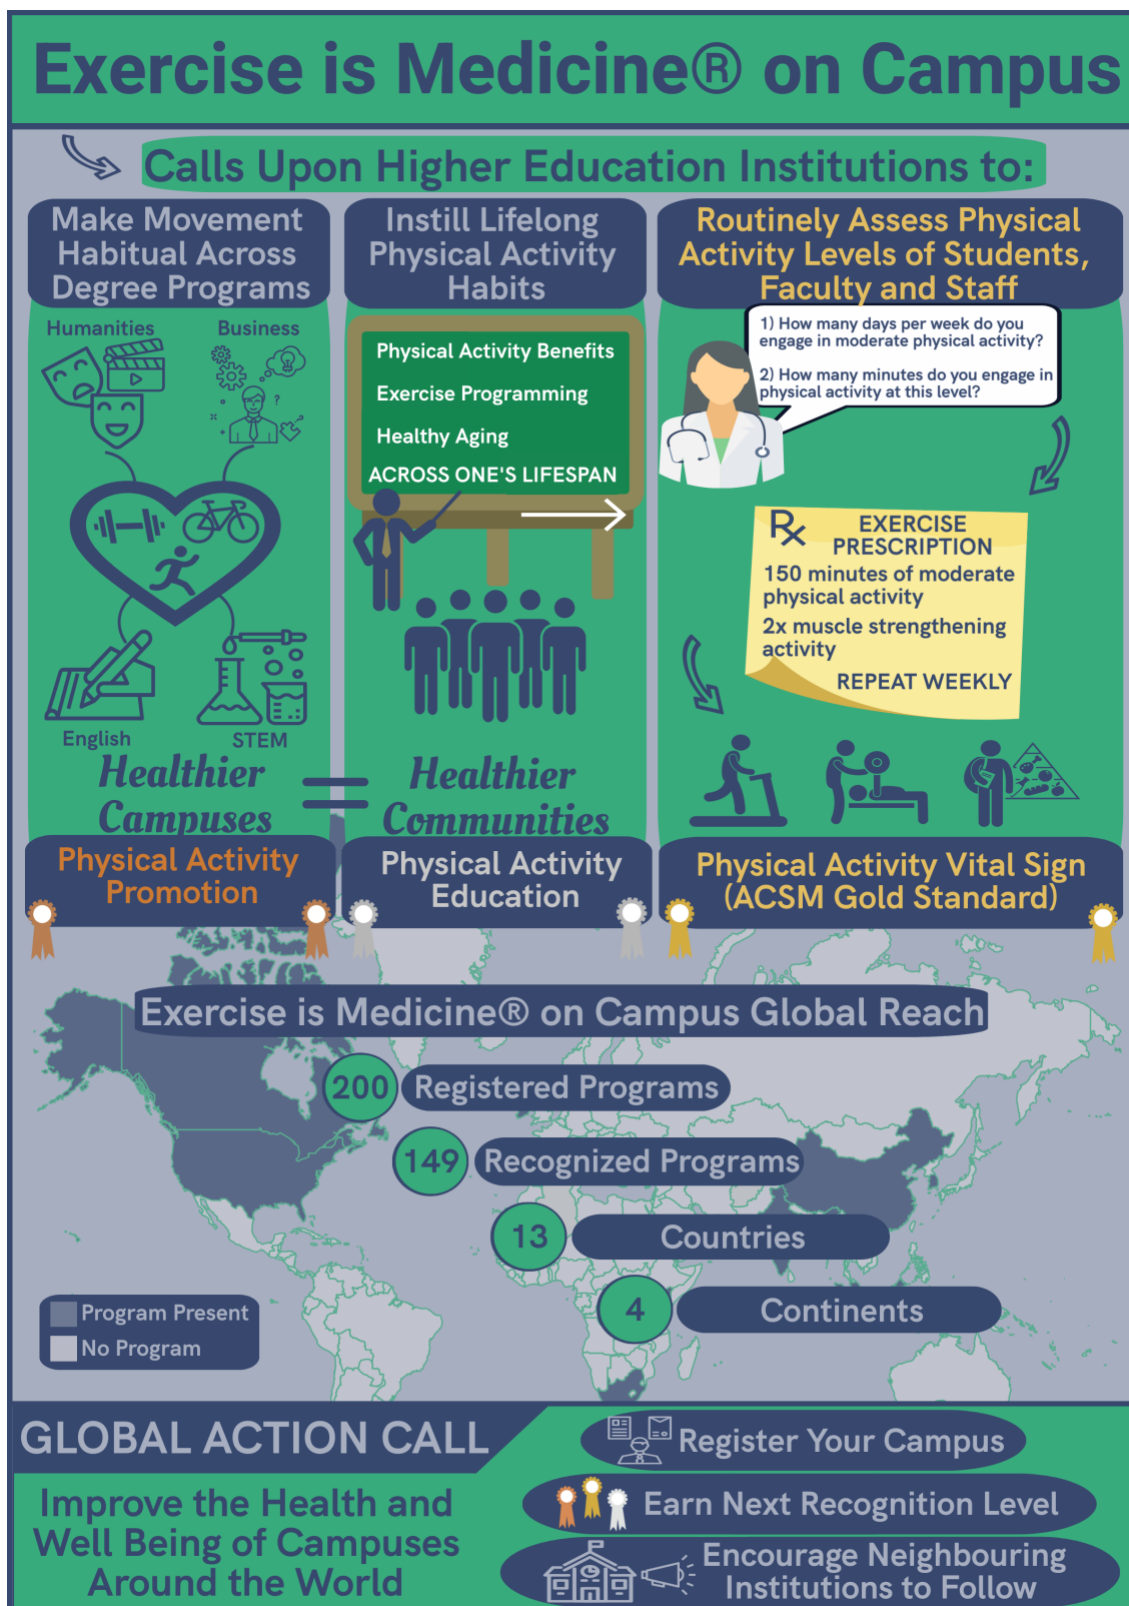 Exercise is Medicine® on Campus
Calls Upon Higher Education Institutions to:
Make Movement
Habitual Across
Degree Programs
Humanities
Business
English
STEM
Healthier
Campuses
=
Physical Activity
Promotion
Instill Lifelong
Physical Activity
Habits
Physical Activity Benefits
Exercise Programming
Healthy Aging
ACROSS ONE'S LIFESPAN
Healthier
Communities
Physical Activity
Education
Routinely Assess Physical
Activity Levels of Students,
Faculty and Staff
1) How many days per week do you
engage in moderate physical activity?
2) How many minutes do you engage in
physical activity at this level?
Rx
EXERCISE
PRESCRIPTION
150 minutes of moderate
physical activity
2x muscle strengthening
activity
REPEAT WEEKLY
Physical Activity Vital Sign
(ACSM Gold Standard)
Exercise is Medicine® on Campus Global Reach
200 Registered Programs
149 Recognized Programs
13 Countries
4 Continents
Program Present
No Program
GLOBAL ACTION CALL
Improve the Health and
Well Being of Campuses
Around the World
Register Your Campus
Earn Next Recognition Level
Encourage Neighbouring
Institutions to Follow